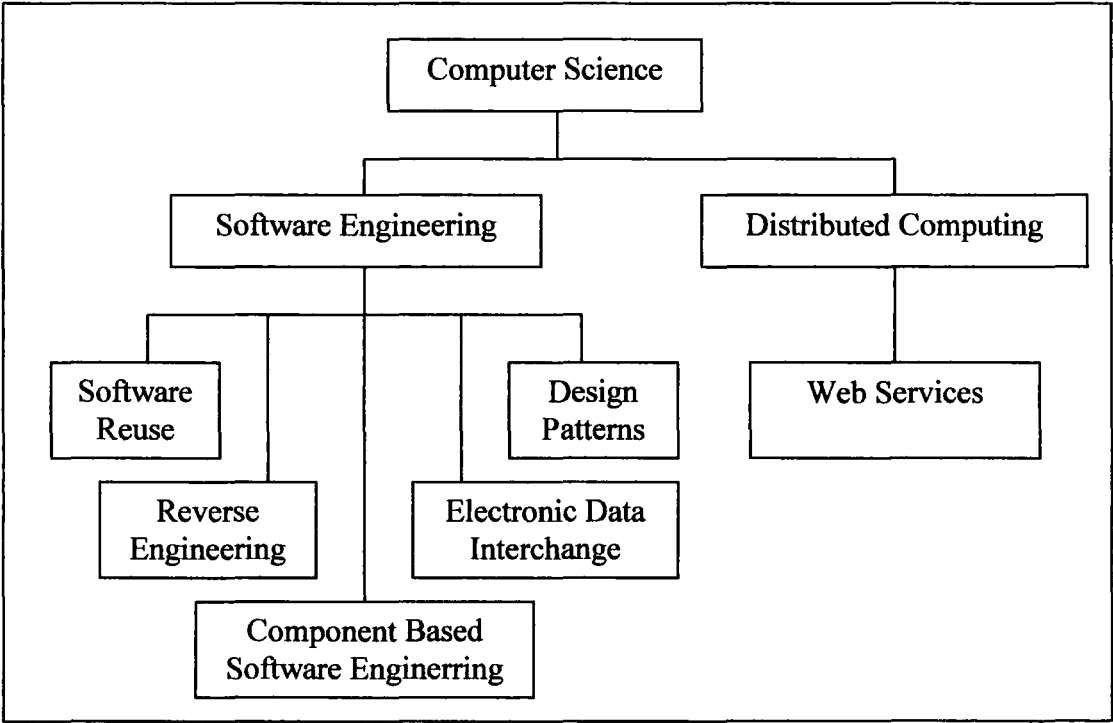 Computer Science
Software Engineering
Distributed Computing
Software
Reuse
Design
Patterns
Web Services
Reverse
Engineering
Electronic Data
Interchange
Component Based
Software Enginerring